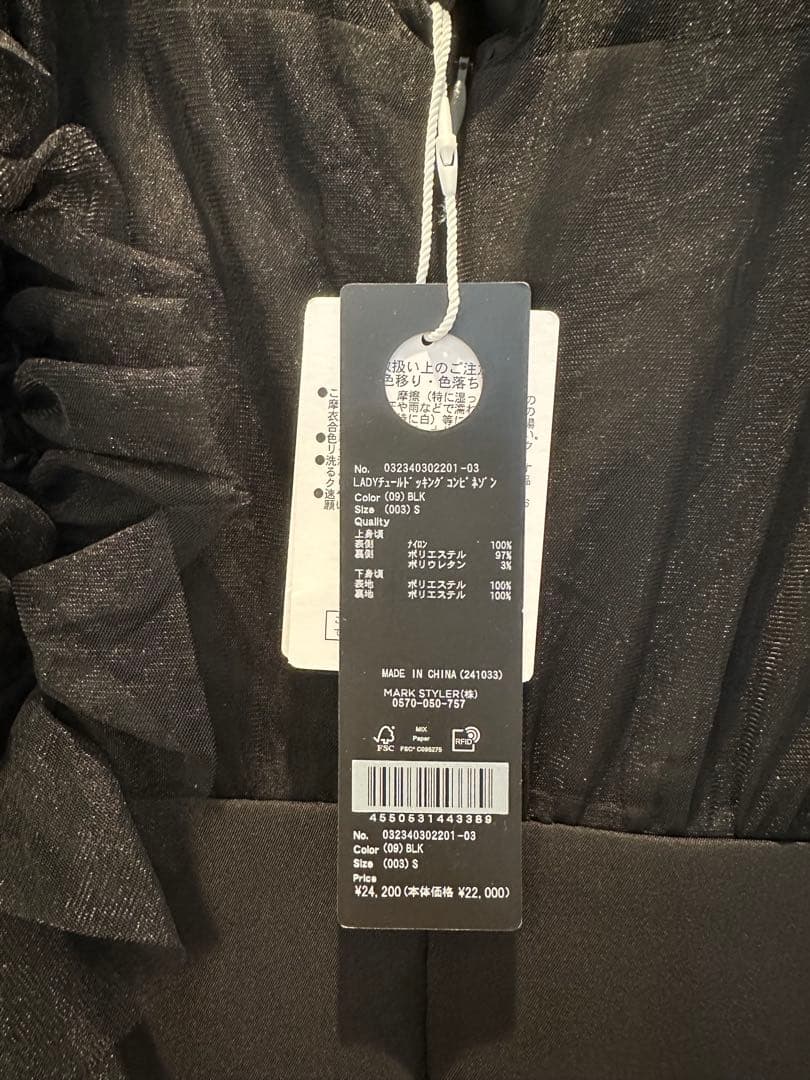 取扱い上のご注
色移り・色落ち
摩擦（特に湿っ
や雨などで濡れ
特に白）等
No. 032340302201-03
LADYチュールドッキングコンビネゾン
Color (09) BLK
Size (003) S
Quality
上身頃
表側 ナイロン 100%
裏側 ポリエステル 97%
ポリウレタン 3%
下身頃
表地 ポリエステル 100%
裏地 ポリエステル 100%
MADE IN CHINA (241033)
MARK STYLER(株)
0570-050-757
FSC
MIX
Paper
FSC® C095275
RFID
4550531443389
No. 032340302201-03
Color (09) BLK
Size (003) S
Price
¥24,200(本体価格 ¥22,000)